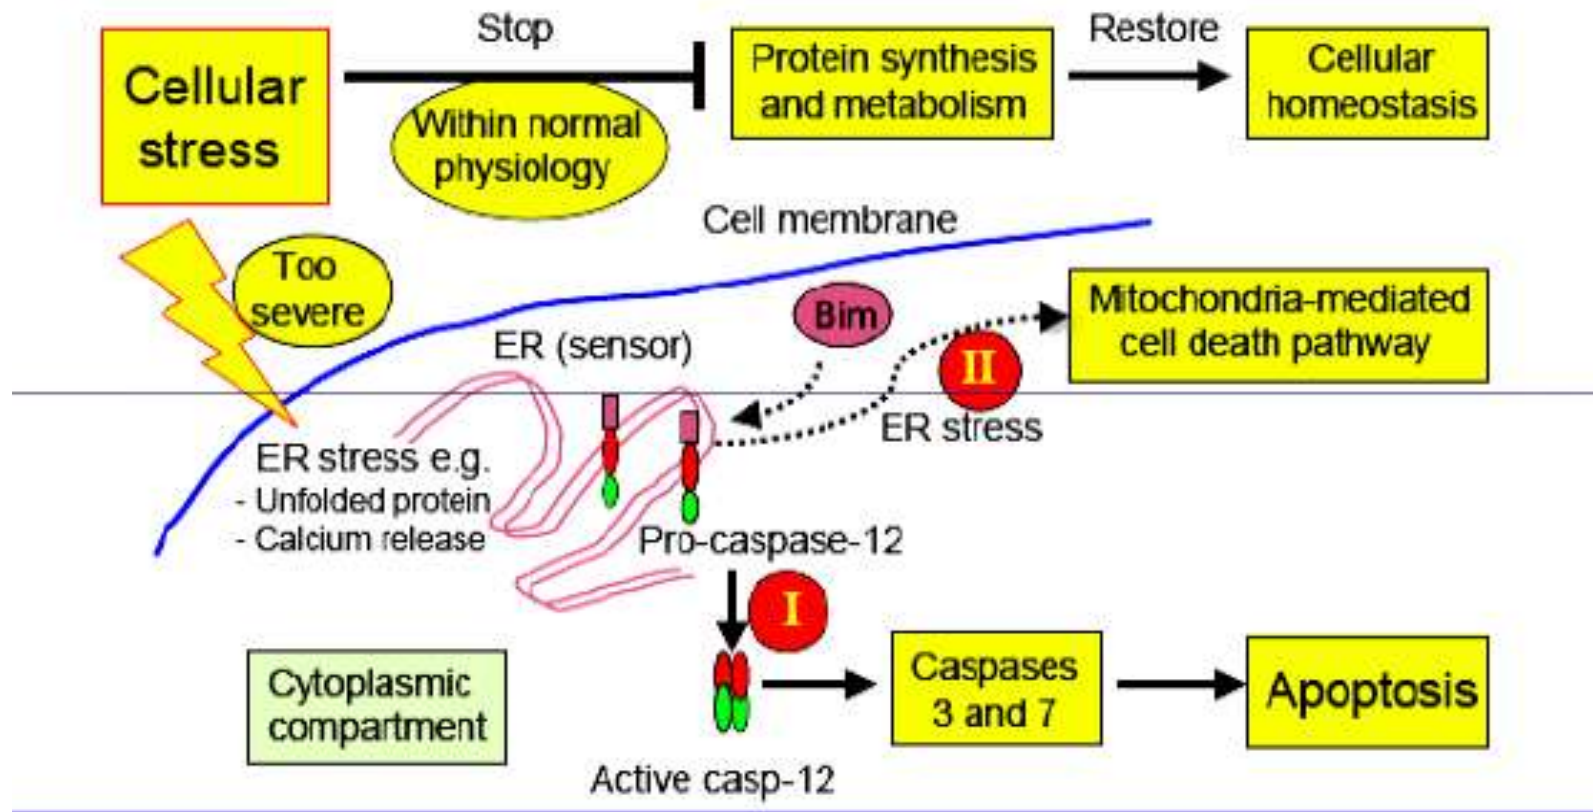 Cellular
stress
Stop
Within normal
physiology
Protein synthesis
and metabolism
Restore
Cellular
homeostasis
Too
severe
Cell membrane
Bim
Mitochondria-mediated
cell death pathway
ER (sensor)
II
ER stress
ER stress e.g.
- Unfolded protein
- Calcium release
Pro-caspase-12
I
Cytoplasmic
compartment
Caspases
3 and 7
Apoptosis
Active casp-12